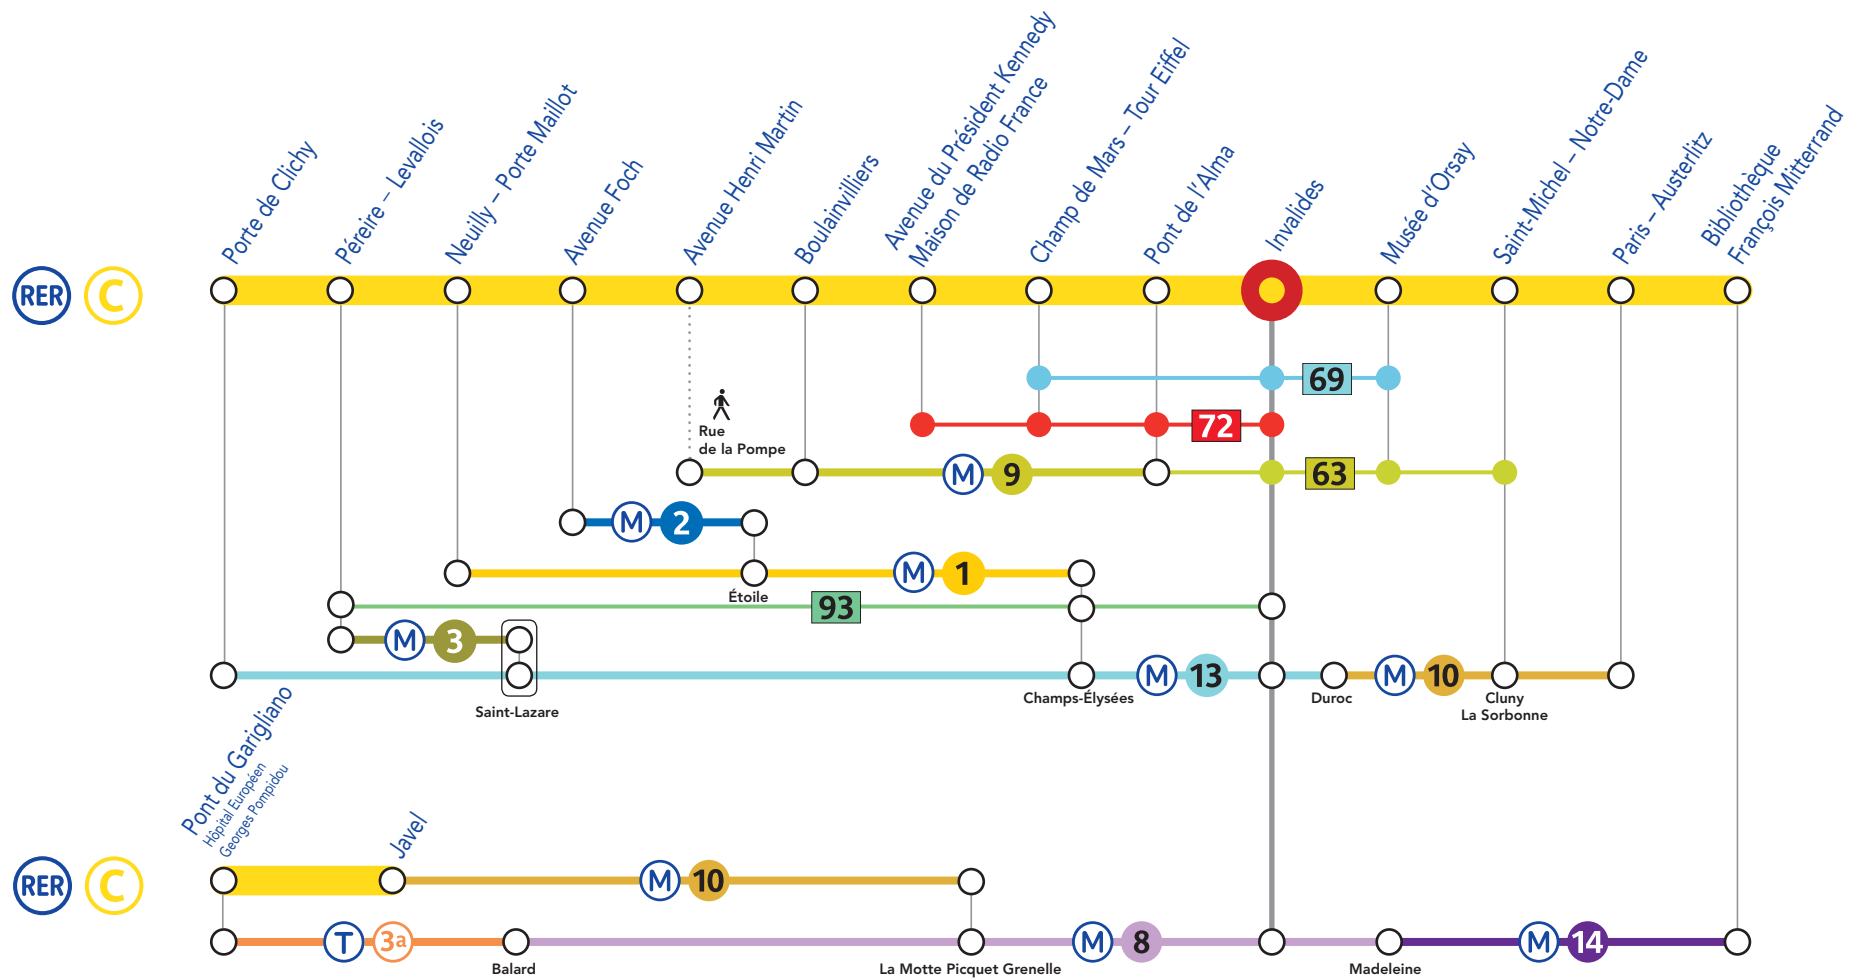 Porte de Clichy
Péreire – Levallois
Neuilly – Porte Maillot
Avenue Foch
Avenue Henri Martin
Boulainvilliers
Avenue du Président Kennedy
Maison de Radio France
Champ de Mars – Tour Eiffel
Pont de l'Alma
Invalides
Musée d'Orsay
Saint-Michel – Notre-Dame
Paris – Austerlitz
Bibliothèque
François Mitterrand
RER C
69
72
Rue
de la Pompe
M 9
63
M 2
M 1
Étoile
93
M 3
M 13
M 10
Saint-Lazare
Champs-Élysées
Duroc
Cluny
La Sorbonne
Pont du Garigliano
Hôpital Européen
Georges Pompidou
Javel
RER C
M 10
T 3a
M 8
M 14
Balard
La Motte Picquet Grenelle
Madeleine